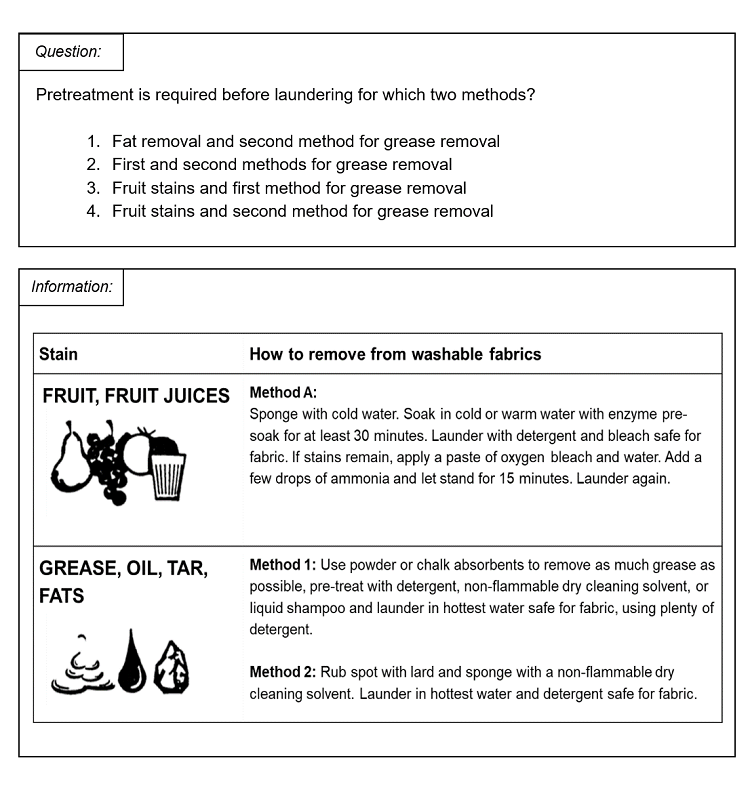 Question:
Pretreatment is required before laundering for which two methods?
1. Fat removal and second method for grease removal
2. First and second methods for grease removal
3. Fruit stains and first method for grease removal
4. Fruit stains and second method for grease removal
Information:
Stain
How to remove from washable fabrics
FRUIT, FRUIT JUICES
Method A:
Sponge with cold water. Soak in cold or warm water with enzyme pre-
soak for at least 30 minutes. Launder with detergent and bleach safe for
fabric. If stains remain, apply a paste of oxygen bleach and water. Add a
few drops of ammonia and let stand for 15 minutes. Launder again.
GREASE, OIL, TAR,
FATS
Method 1: Use powder or chalk absorbents to remove as much grease as
possible, pre-treat with detergent, non-flammable dry cleaning solvent, or
liquid shampoo and launder in hottest water safe for fabric, using plenty of
detergent.
Method 2: Rub spot with lard and sponge with a non-flammable dry
cleaning solvent. Launder in hottest water and detergent safe for fabric.